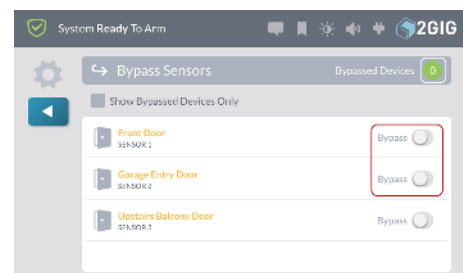 System Ready To Arm
2GIG
Bypass Sensors
Bypassed Devices 0
Show Bypassed Devices Only
Front Door
SENSOR 1
Bypass
Garage Entry Door
SENSOR 2
Bypass
Upstairs Balcony Door
SENSOR 3
Bypass